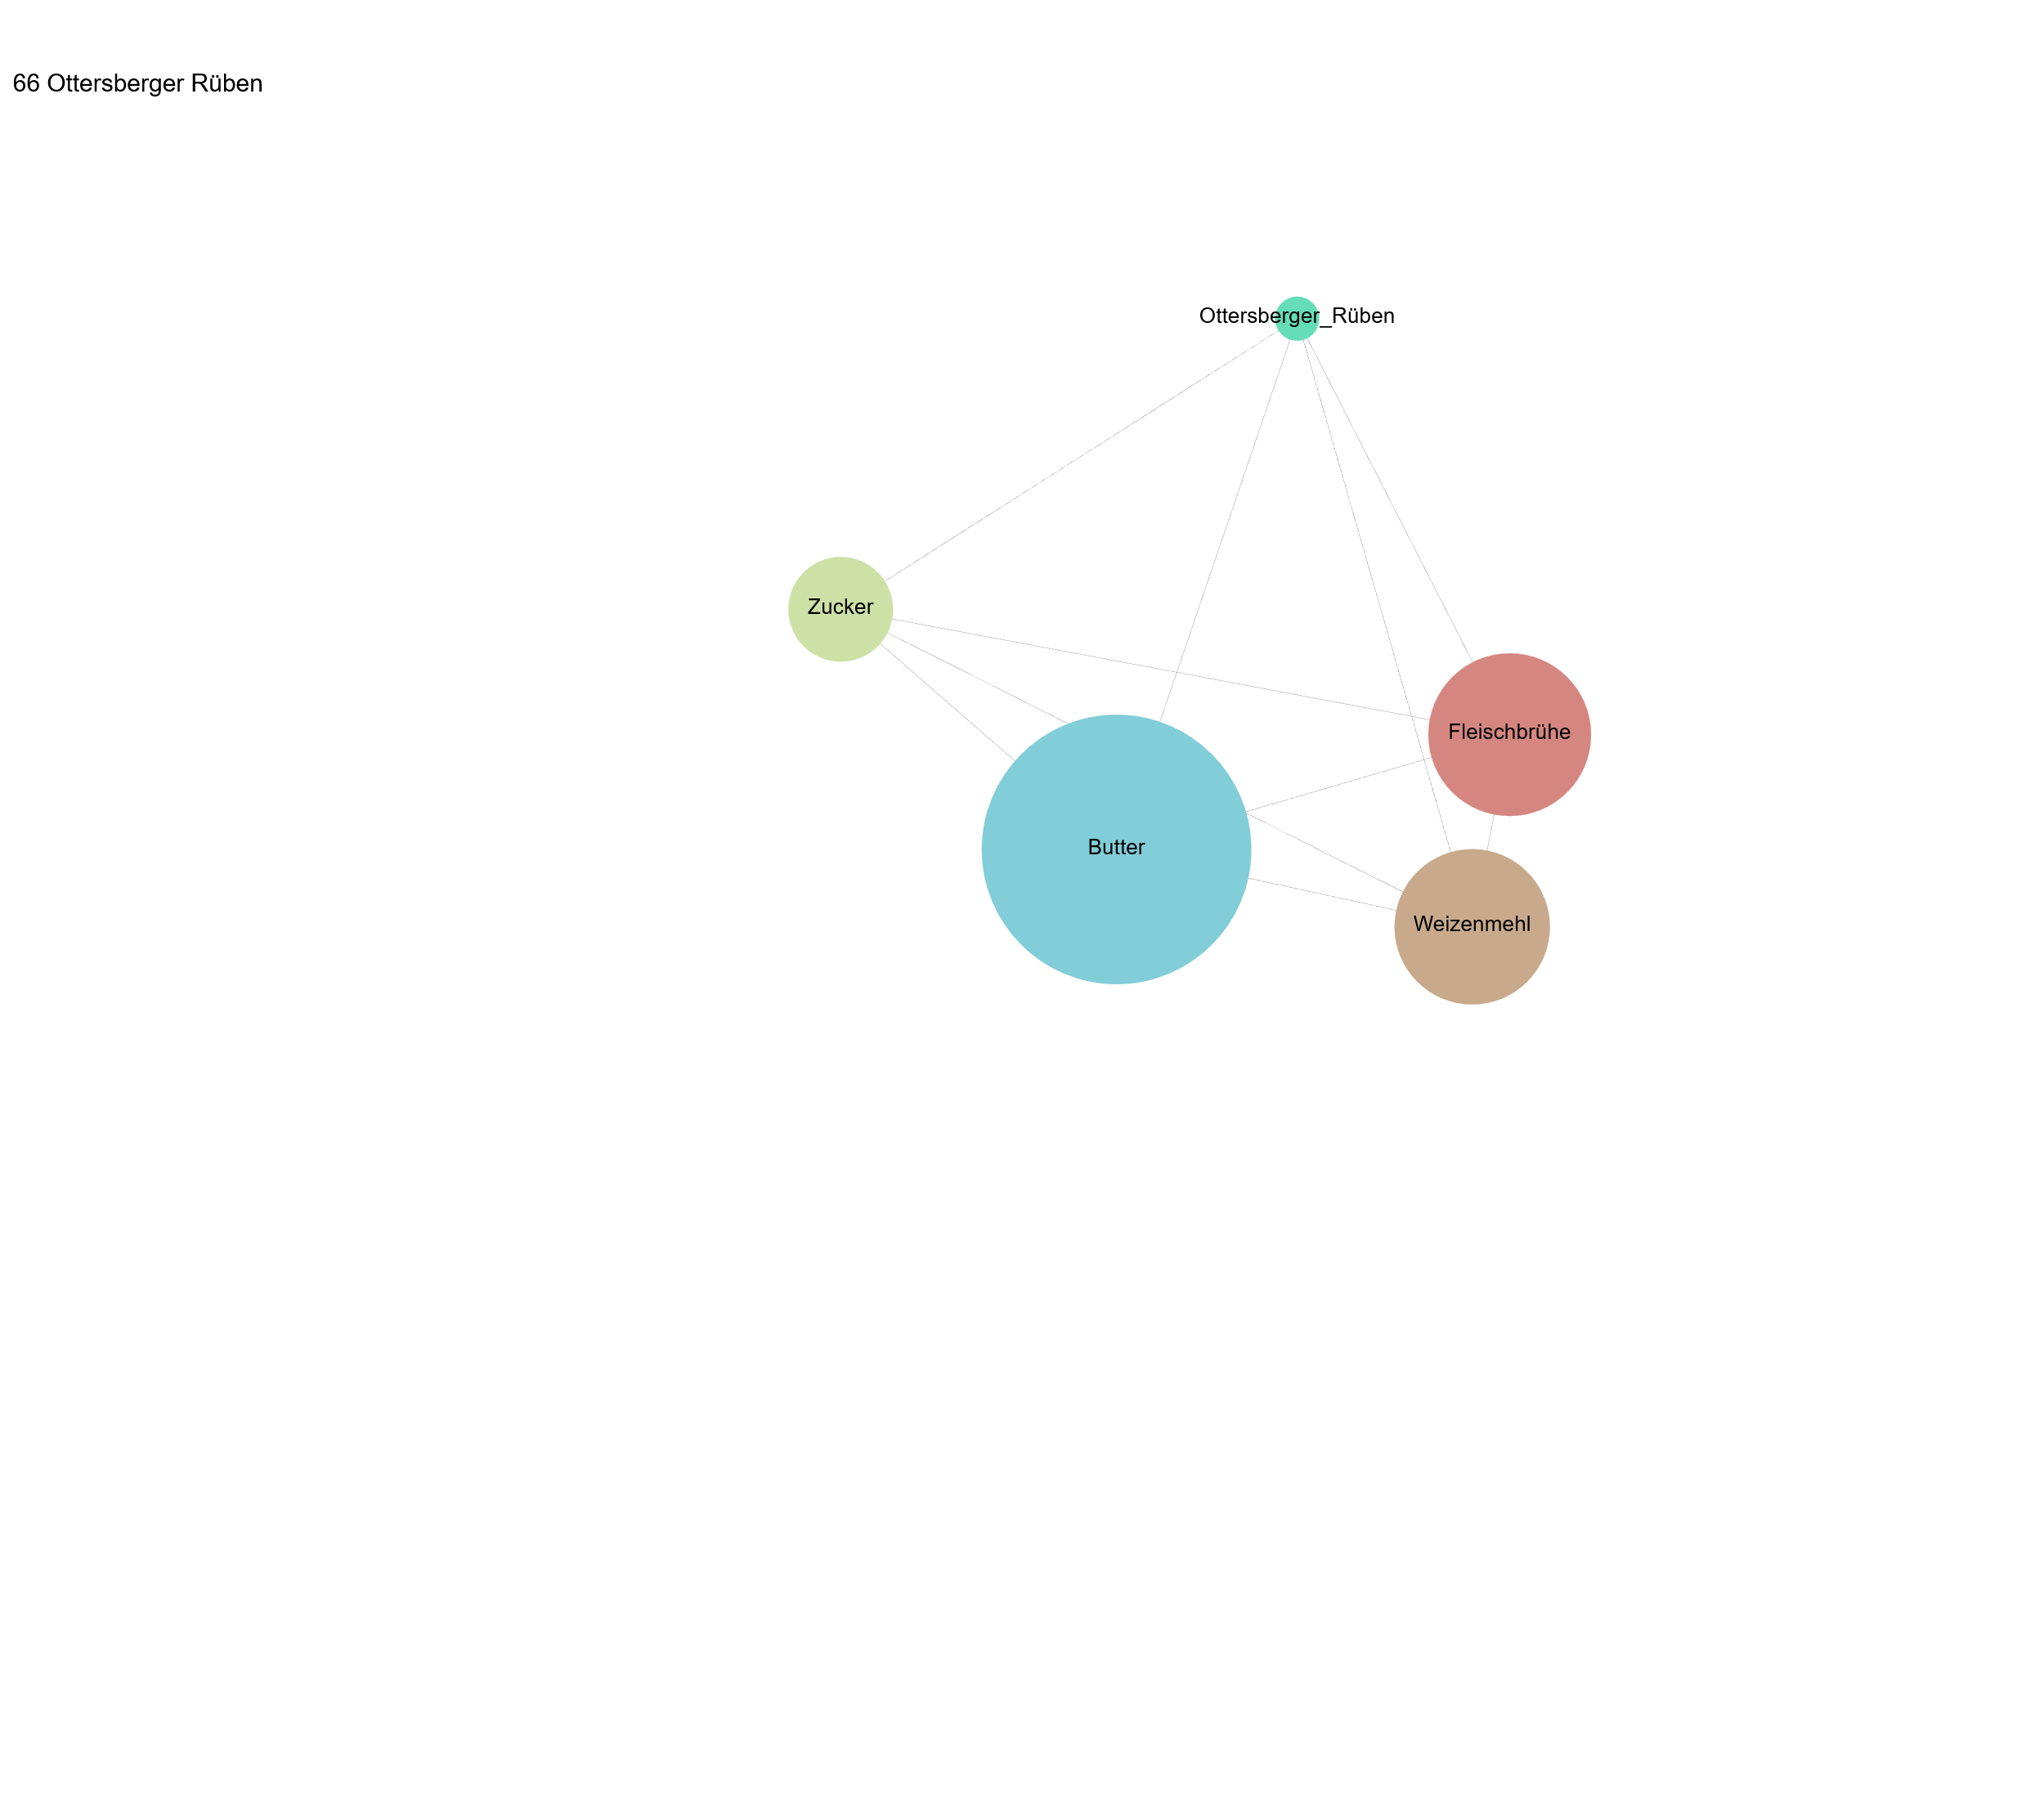 66 Ottersberger Rüben
Ottersberger_Rüben
Zucker
Fleischbrühe
Butter
Weizenmehl